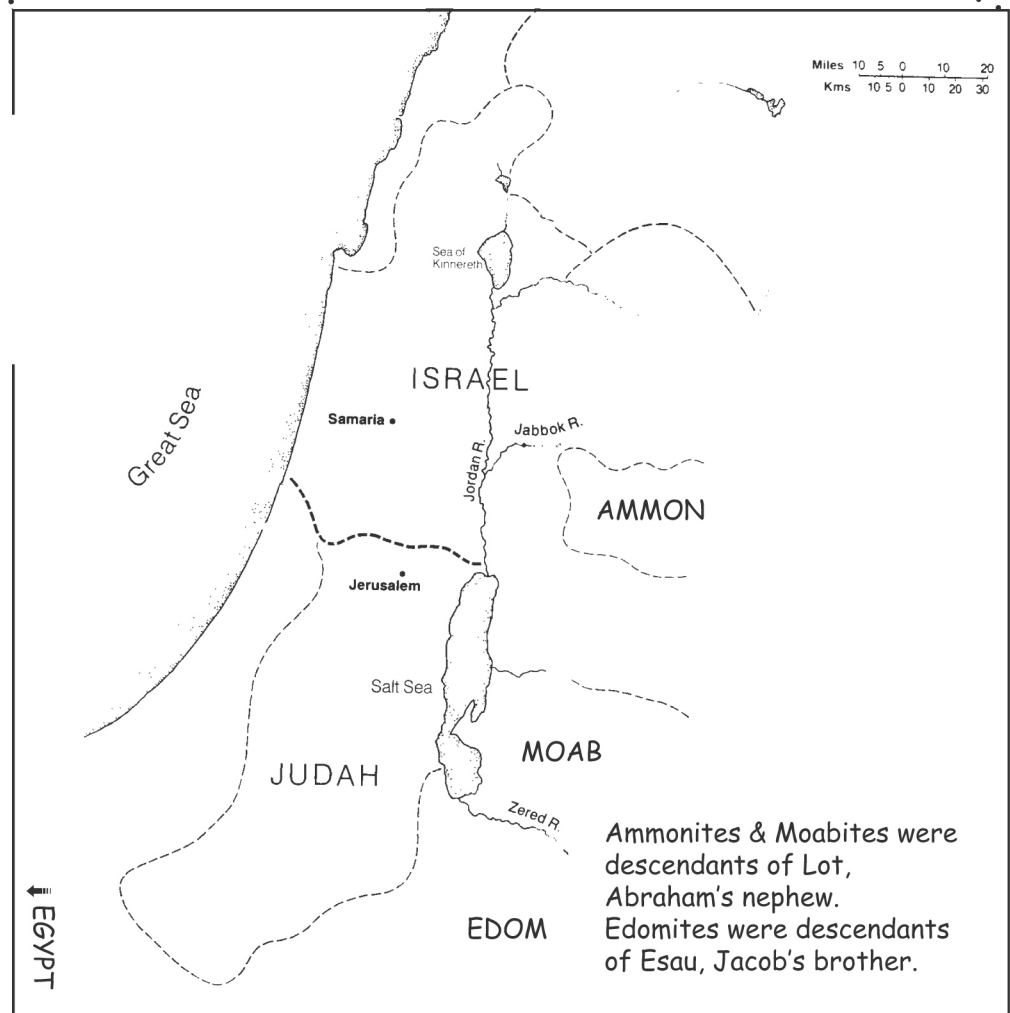 Miles 10 5 0 10 20
Kms 10 5 0 10 20 30
Sea of
Kinnereth
ISRAEL
Great Sea
Samaria
Jabbok R.
Jordan R.
AMMON
Jerusalem
Salt Sea
MOAB
JUDAH
Zered R.
Ammonites & Moabites were
descendants of Lot,
Abraham's nephew.
Edomites were descendants
of Esau, Jacob's brother.
EDOM
EGYPT